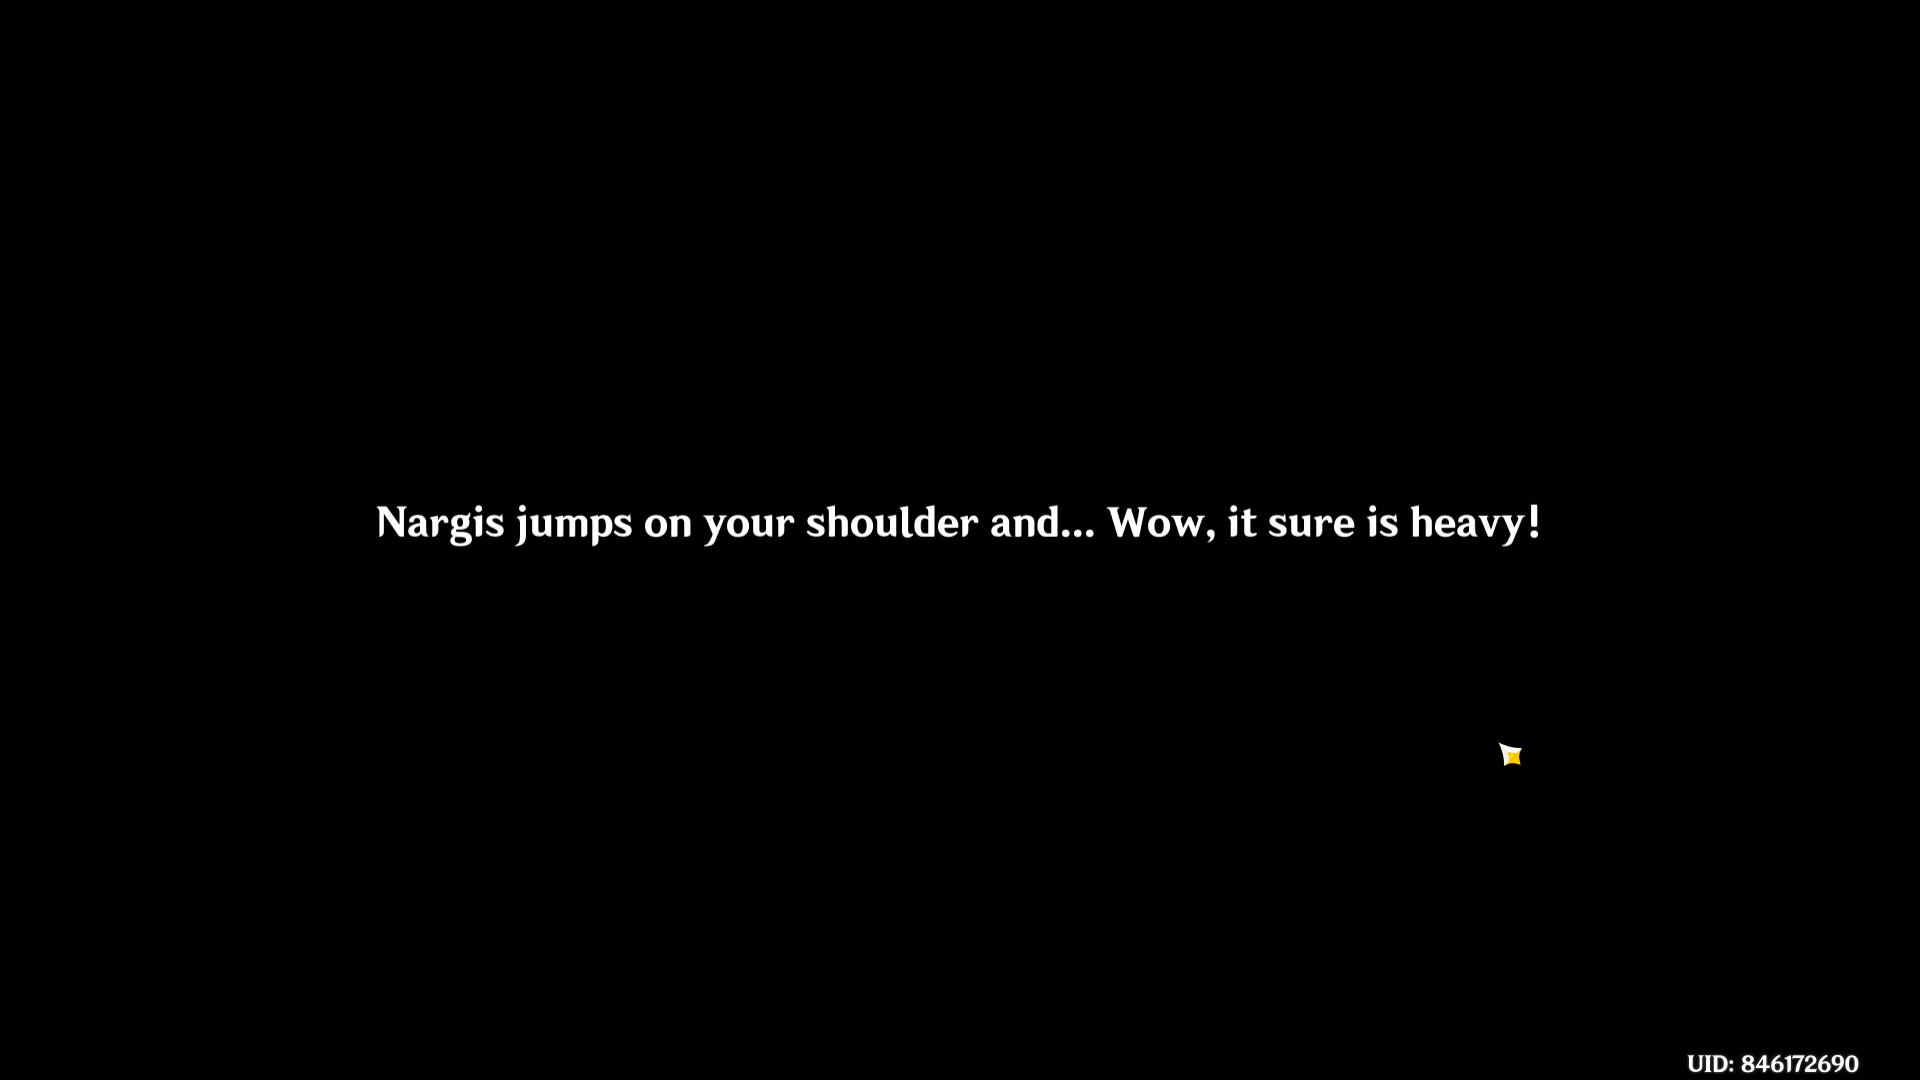 Nargis jumps on your shoulder and... Wow, it sure is heavy!
UID: 846172690